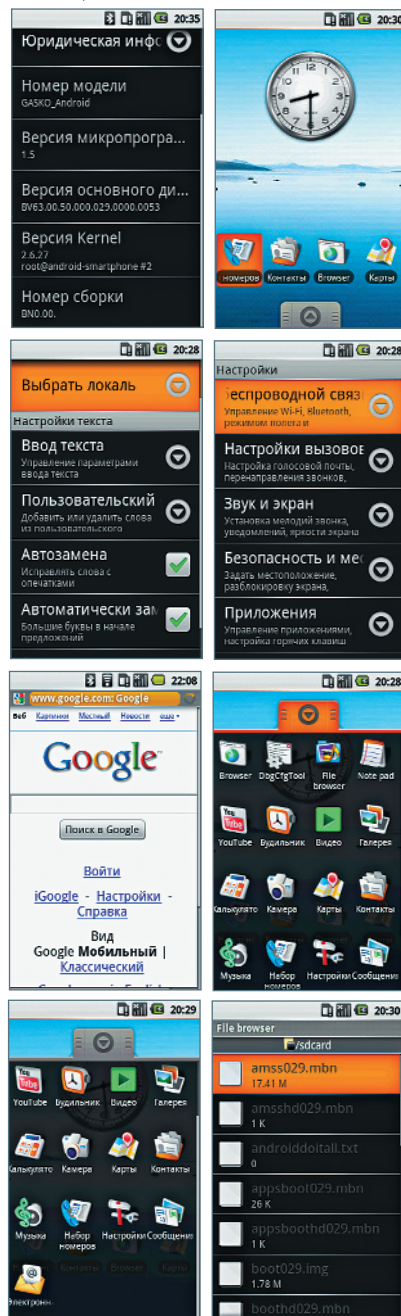 20:35
Юридическая инфо
Номер модели
GASKO_Android
Версия микропрогра...
1.5
Версия основного ди...
BV63.00.50.000.029.0000.0053
Версия Kernel
2.6.27
root@android-smartphone #2
Номер сборки
BN0.00.
20:30
12
номеров
Контакты
Browser
Карты
20:28
Выбрать локаль
Настройки текста
Ввод текста
Управление параметрами
ввода текста
Пользовательский
Добавить или удалить слова
из пользовательского
Автозамена
Исправлять слова с
опечатками
Автоматически зам
Большие буквы в начале
предложений
20:28
Настройки
Беспроводной связ
Управление Wi-Fi, Bluetooth,
режимом полета и
Настройки вызовов
Настройка голосовой почты,
перенаправления звонков,
Звук и экран
Установка мелодий звонка,
уведомлений, яркости экрана
Безопасность и мес
Задать местоположение,
разблокировку экрана,
Приложения
Управление приложениями,
настройка горячих клавиш
22:08
www.google.com: Google
Веб Картинки Местный Новости еще
Google
Поиск в Google
Войти
iGoogle - Настройки -
Справка
Вид
Google Мобильный |
Классический
20:28
Browser DbgCfgTool File browser Note pad
YouTube Будильник Видео Галерея
Калькулято Камера Карты Контакты
Музыка Набор номеров Настройки Сообщени
20:29
YouTube Будильник Видео Галерея
Калькулято Камера Карты Контакты
Музыка Набор номеров Настройки Сообщени
Контакты Browser Карты
Электронн
20:30
File browser
/sdcard
amss029.mbn
17.41 M
amsshd029.mbn
1 K
androiddoitall.txt
0
appsboot029.mbn
26 K
appsboothd029.mbn
1 K
boot029.img
1.78 M
boothd029.mbn